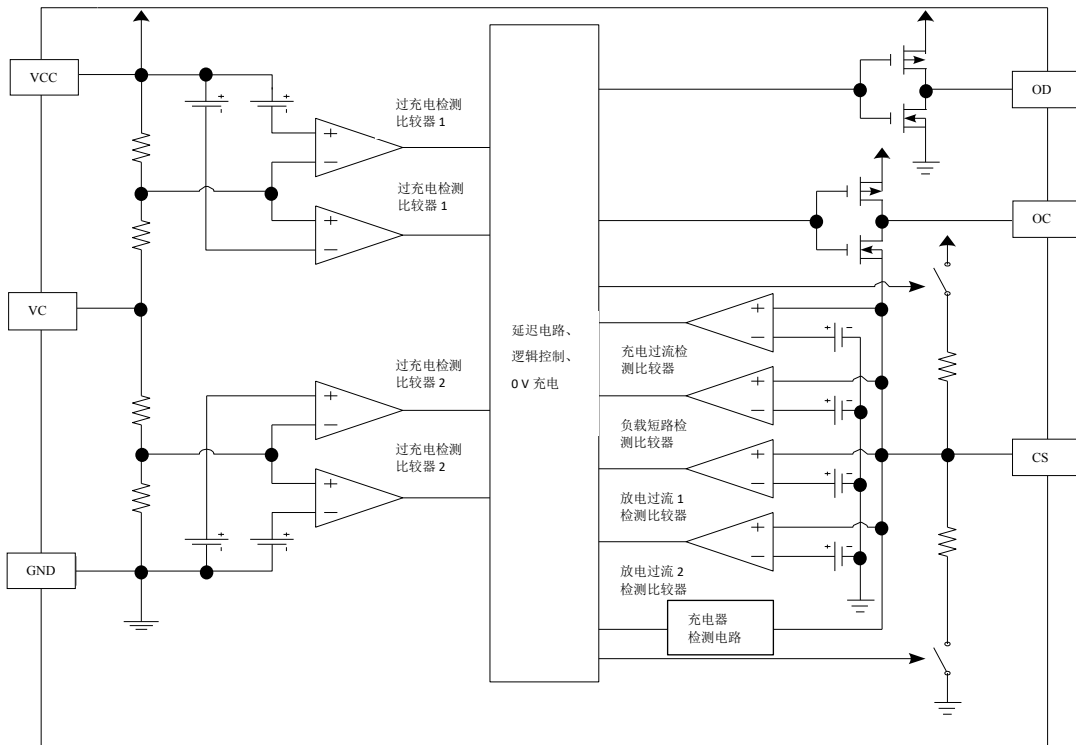 VCC
VC
GND
过充电检测
比较器 1
过充电检测
比较器 1
过充电检测
比较器 2
过充电检测
比较器 2
+
−
+
−
+
−
+
−
延迟电路、
逻辑控制、
0 V 充电
充电过流检
测比较器
负载短路检
测比较器
放电过流 1
检测比较器
放电过流 2
检测比较器
充电器
检测电路
+
−
+
−
+
−
+
−
OD
OC
CS